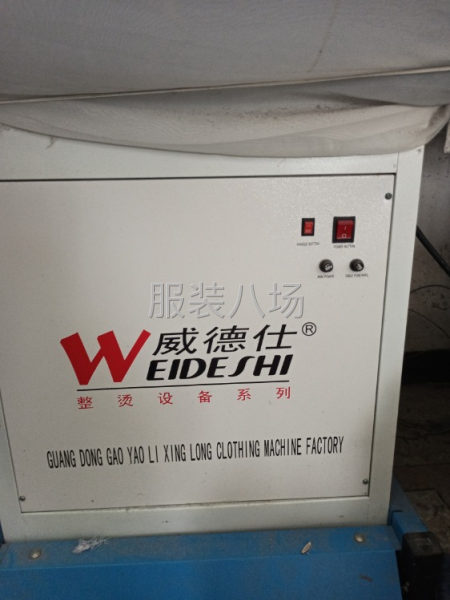 服装八场
威德仕®
WEIDESHI
整烫设备系列
GUANG DONG GAO YAO LI XING LONG CLOTHING MACHINE FACTORY